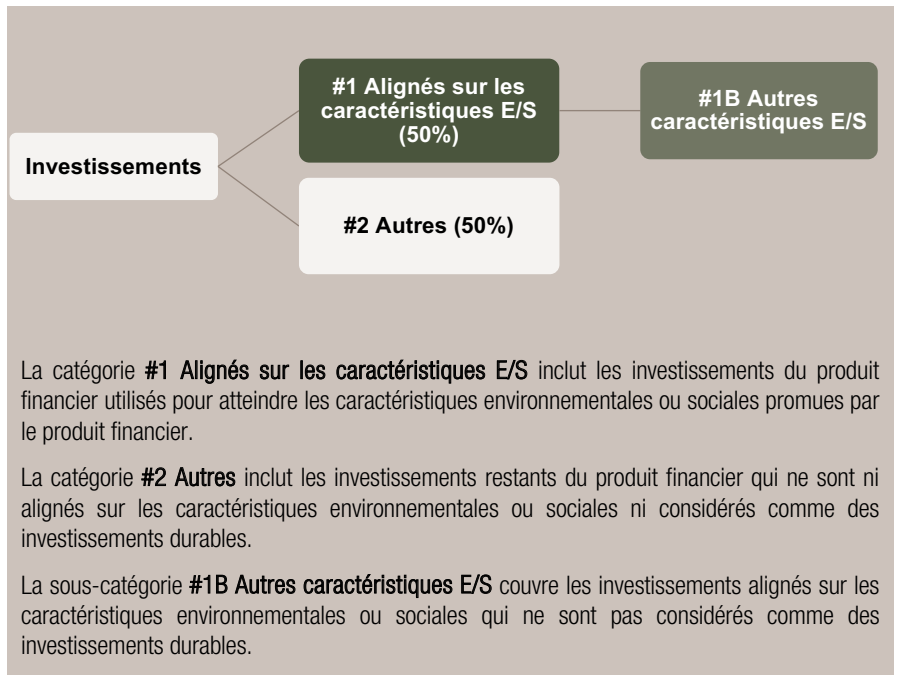 #1 Alignés sur les
caractéristiques E/S
(50%)
#1B Autres
caractéristiques E/S
Investissements
#2 Autres (50%)
La catégorie #1 Alignés sur les caractéristiques E/S inclut les investissements du produit
financier utilisés pour atteindre les caractéristiques environnementales ou sociales promues par
le produit financier.
La catégorie #2 Autres inclut les investissements restants du produit financier qui ne sont ni
alignés sur les caractéristiques environnementales ou sociales ni considérés comme des
investissements durables.
La sous-catégorie #1B Autres caractéristiques E/S couvre les investissements alignés sur les
caractéristiques environnementales ou sociales qui ne sont pas considérés comme des
investissements durables.